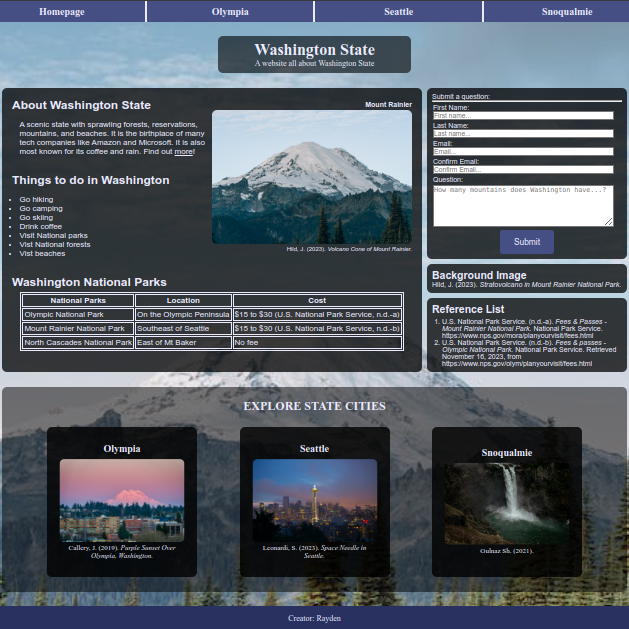 Homepage
Olympia
Seattle
Snoqualmie
Washington State
A website all about Washington State
About Washington State
A scenic state with sprawling forests, reservations,
mountains, and beaches. It is the birthplace of many
tech companies like Amazon and Microsoft. It is also
most known for its coffee and rain. Find out more!
Mount Rainier
Hild, J. (2023). Volcano Cone of Mount Rainier.
Things to do in Washington
Go hiking
Go camping
Go skiing
Drink coffee
Visit National parks
Vist National forests
Vist beaches
Washington National Parks
National Parks Location Cost
Olympic National Park On the Olympic Peninsula $15 to $30 (U.S. National Park Service, n.d.-a)
Mount Rainier National Park Southeast of Seattle $15 to $30 (U.S. National Park Service, n.d.-b)
North Cascades National Park East of Mt Baker No fee
Submit a question:
First Name:
First name...
Last Name:
Last name...
Email:
Email...
Confirm Email:
Confirm Email...
Question:
How many mountains does Washington have...?
Submit
Background Image
Hild, J. (2023). Stratovolcano in Mount Rainier National Park.
Reference List
1. U.S. National Park Service. (n.d.-a). Fees & Passes -
Mount Rainier National Park. National Park Service.
https://www.nps.gov/mora/planyourvisit/fees.html
2. U.S. National Park Service. (n.d.-b). Fees & passes -
Olympic National Park. National Park Service. Retrieved
November 16, 2023, from
https://www.nps.gov/olym/planyourvisit/fees.html
EXPLORE STATE CITIES
Olympia
Callery, J. (2019). Purple Sunset Over
Olympia, Washington.
Seattle
Leonardi, S. (2023). Space Needle in
Seattle.
Snoqualmie
Gulnaz Sh. (2021).
Creator: Rayden